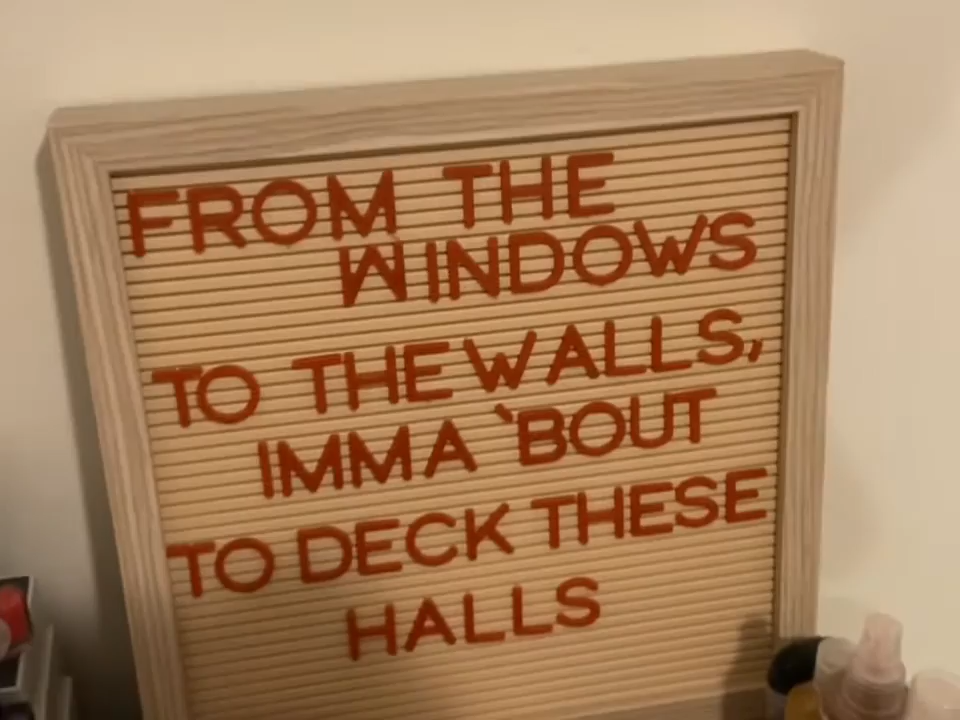 FROM THE
WINDOWS
TO THE WALLS,
IMMA `BOUT
TO DECK THESE
HALLS